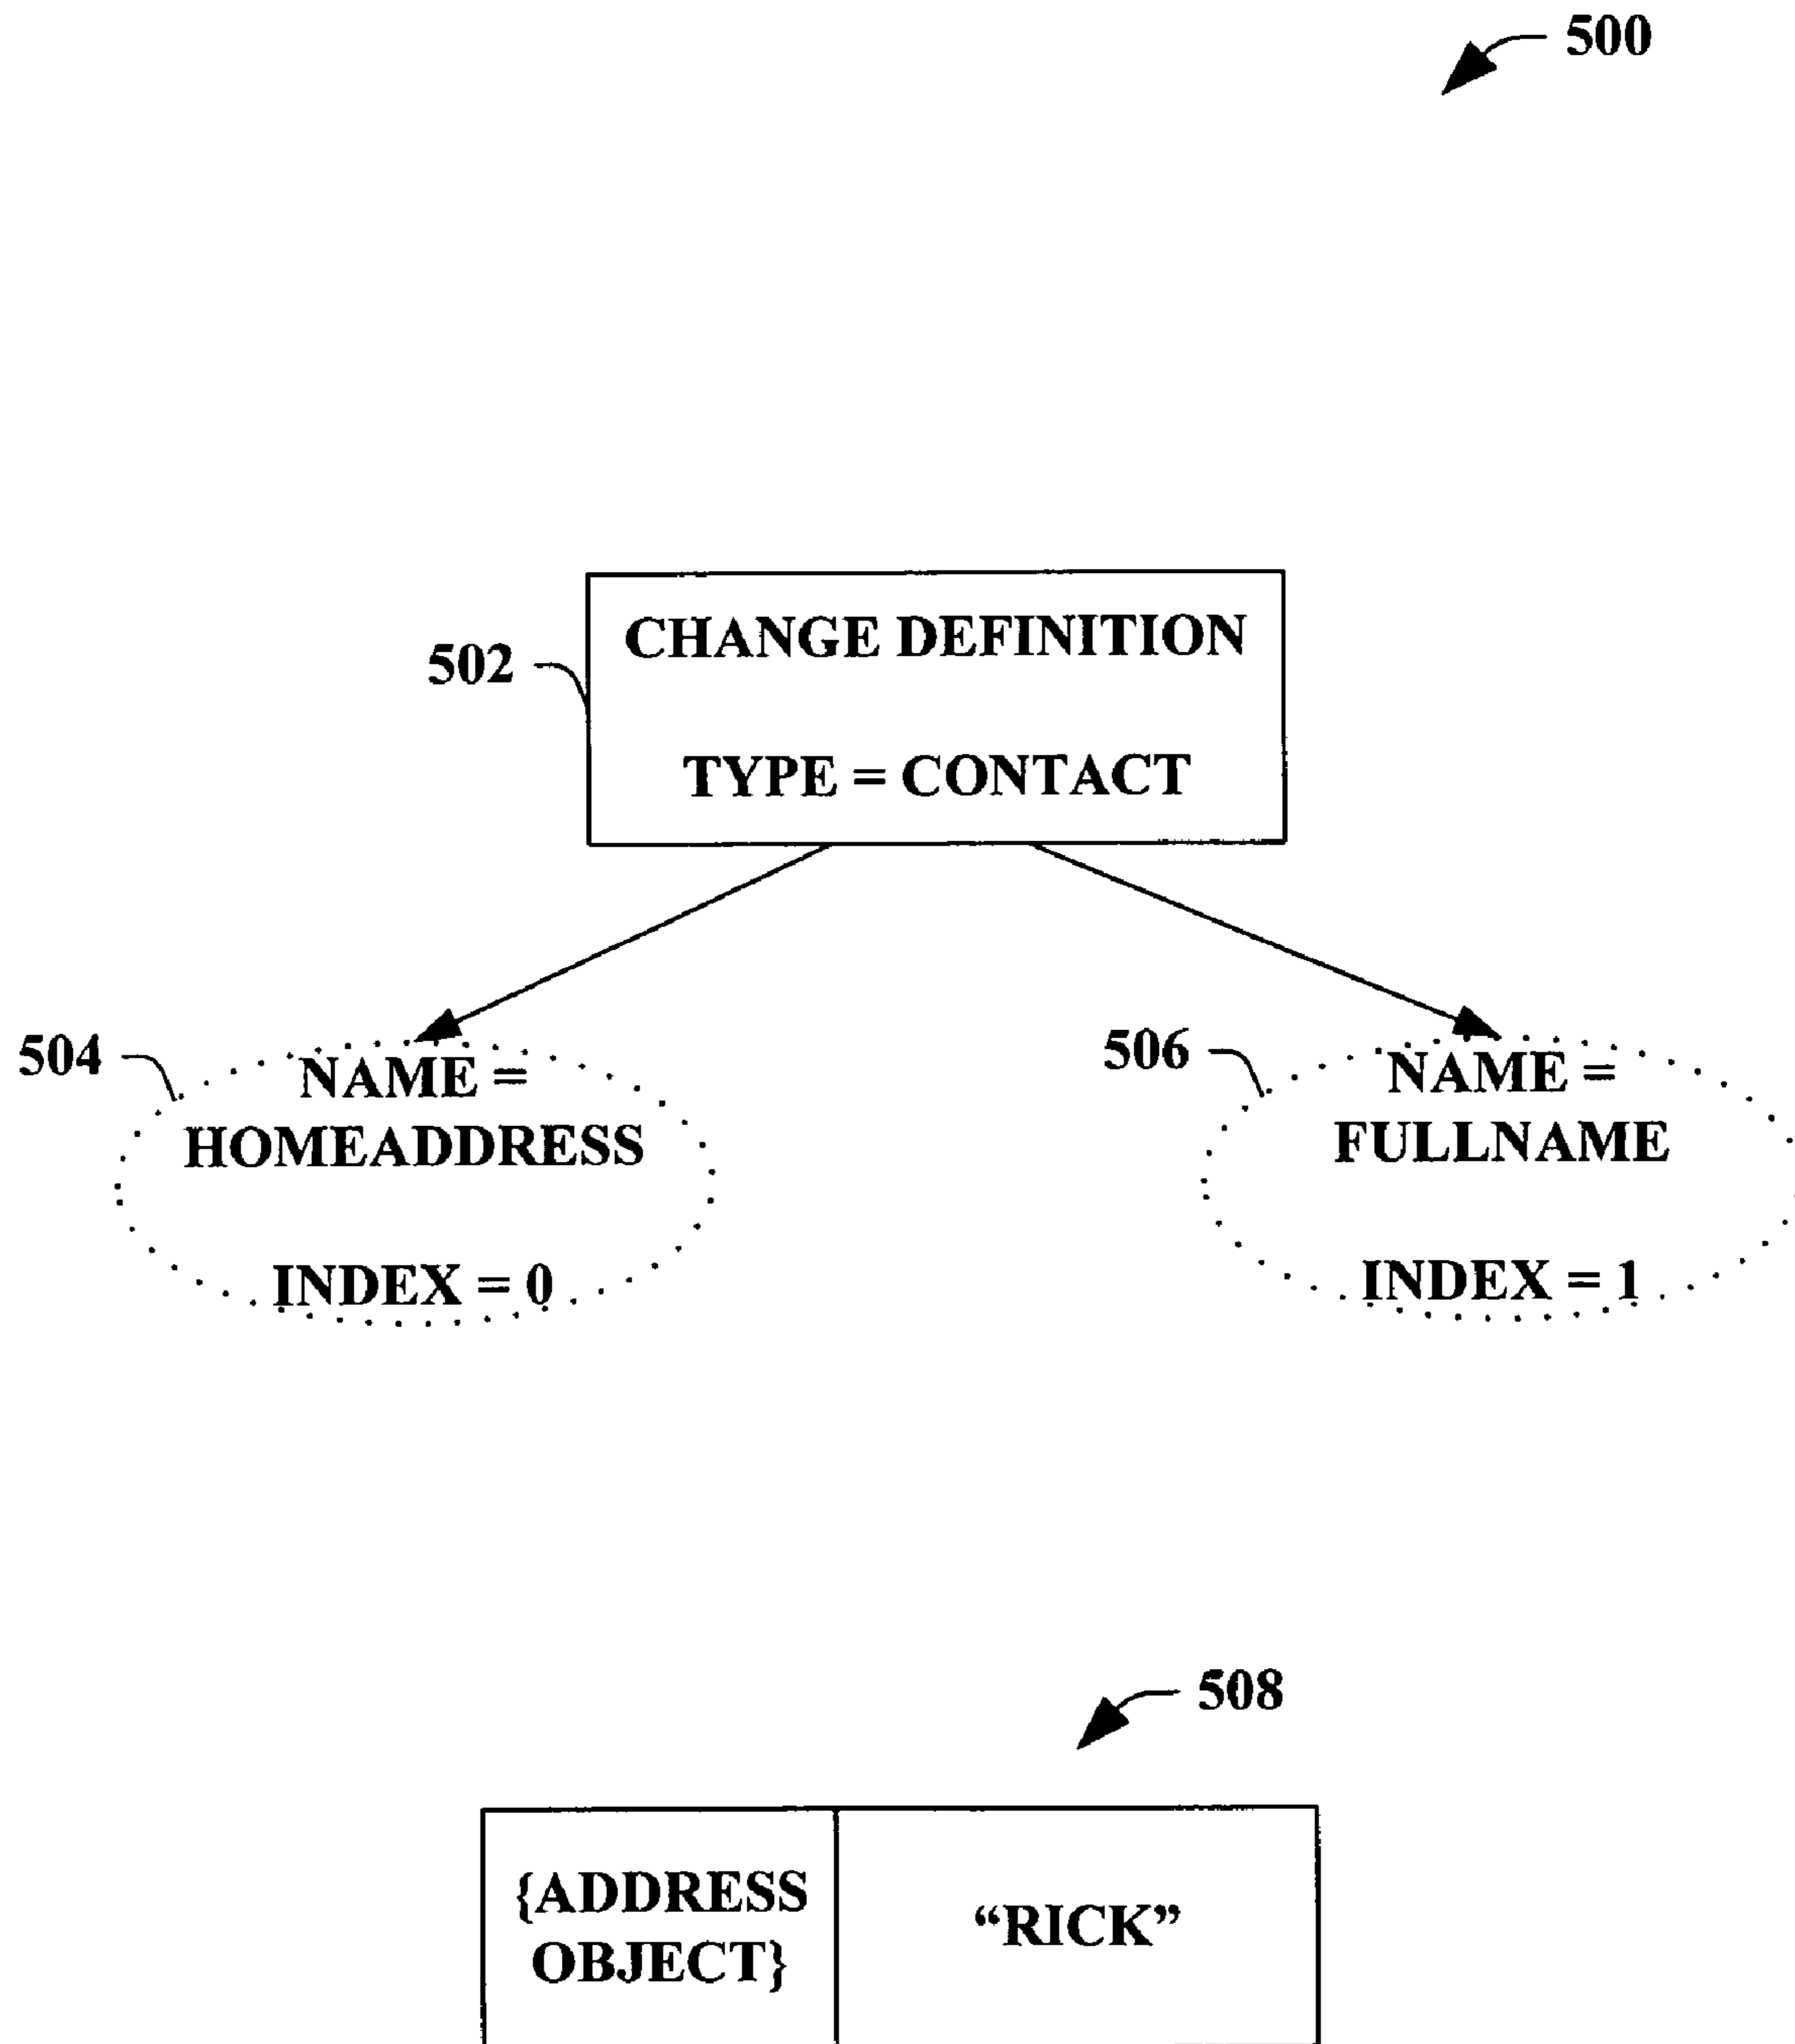 500
CHANGE DEFINITION
502
TYPE = CONTACT
504
NAME =
HOMEADDRESS
INDEX = 0
506
NAME =
FULLNAME
INDEX = 1
508
{ADDRESS
OBJECT}
“RICK”